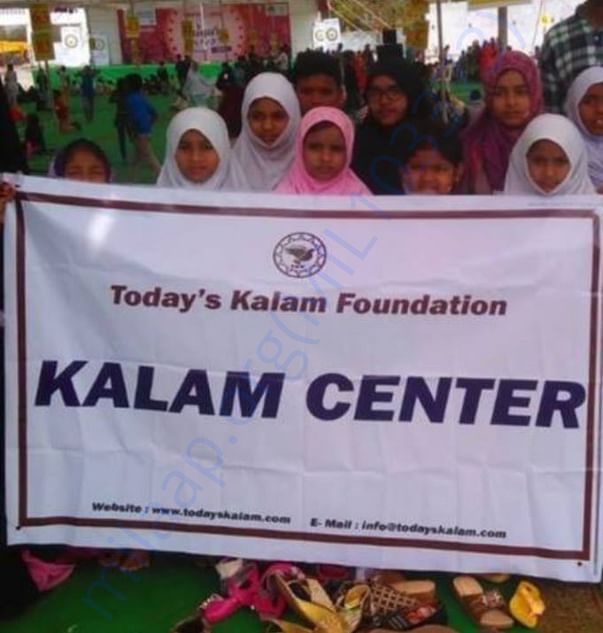 Today's Kalam Foundation
KALAM CENTER
Website : www.todayskalam.com E- Mail : info@todayskalam.com